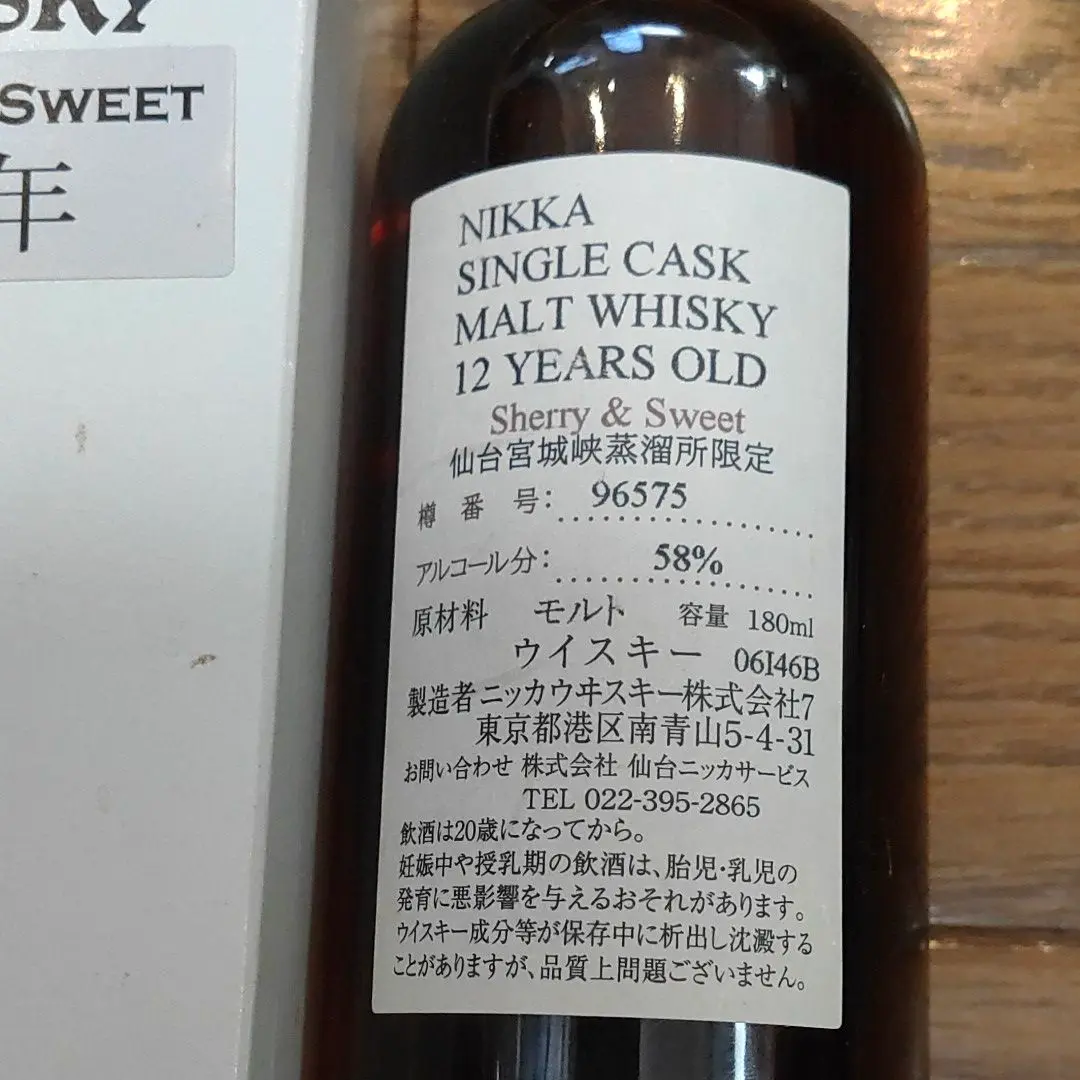 SKY
SWEET
年
NIKKA
SINGLE CASK
MALT WHISKY
12 YEARS OLD
Sherry & Sweet
仙台宮城峡蒸溜所限定
樽番号: 96575
アルコール分: 58%
原材料 モルト 容量 180ml
ウイスキー 06I46B
製造者ニッカウヰスキー株式会社7
東京都港区南青山5-4-31
お問い合わせ 株式会社 仙台ニッカサービス
TEL 022-395-2865
飲酒は20歳になってから。
妊娠中や授乳期の飲酒は、胎児・乳児の
発育に悪影響を与えるおそれがあります。
ウイスキー成分等が保存中に析出し沈澱する
ことがありますが、品質上問題ございません。